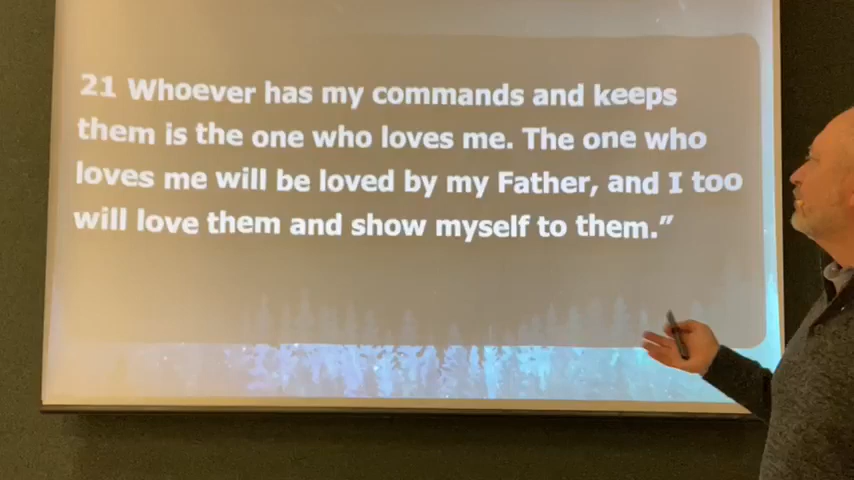 21 Whoever has my commands and keeps
them is the one who loves me. The one who
loves me will be loved by my Father, and I too
will love them and show myself to them.”